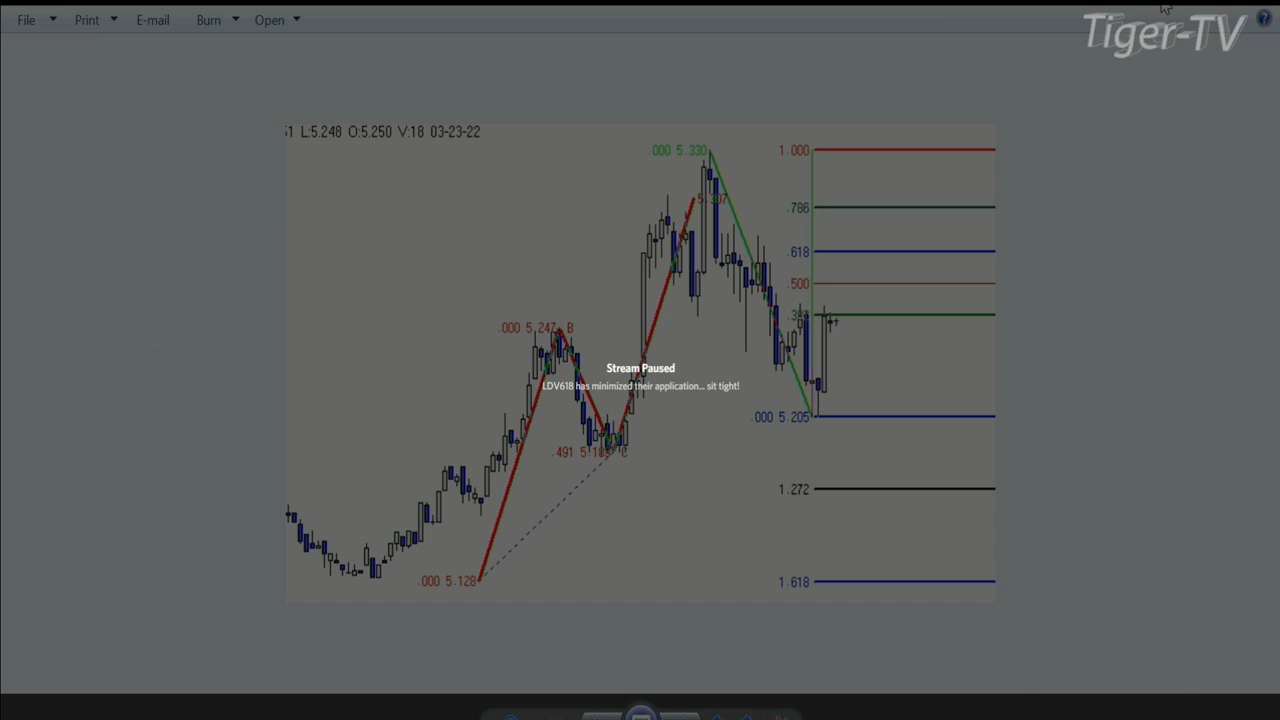 File Print E-mail Burn Open
Tiger-TV
?
51 L:5.248 O:5.250 V:18 03-23-22
.000 5.330
1.000
.786
.618
.500
.000 5.247 B
Stream Paused
LDV618 has minimized their application... sit tight!
.000 5.205
.491 C
1.272
.000 5.128
1.618